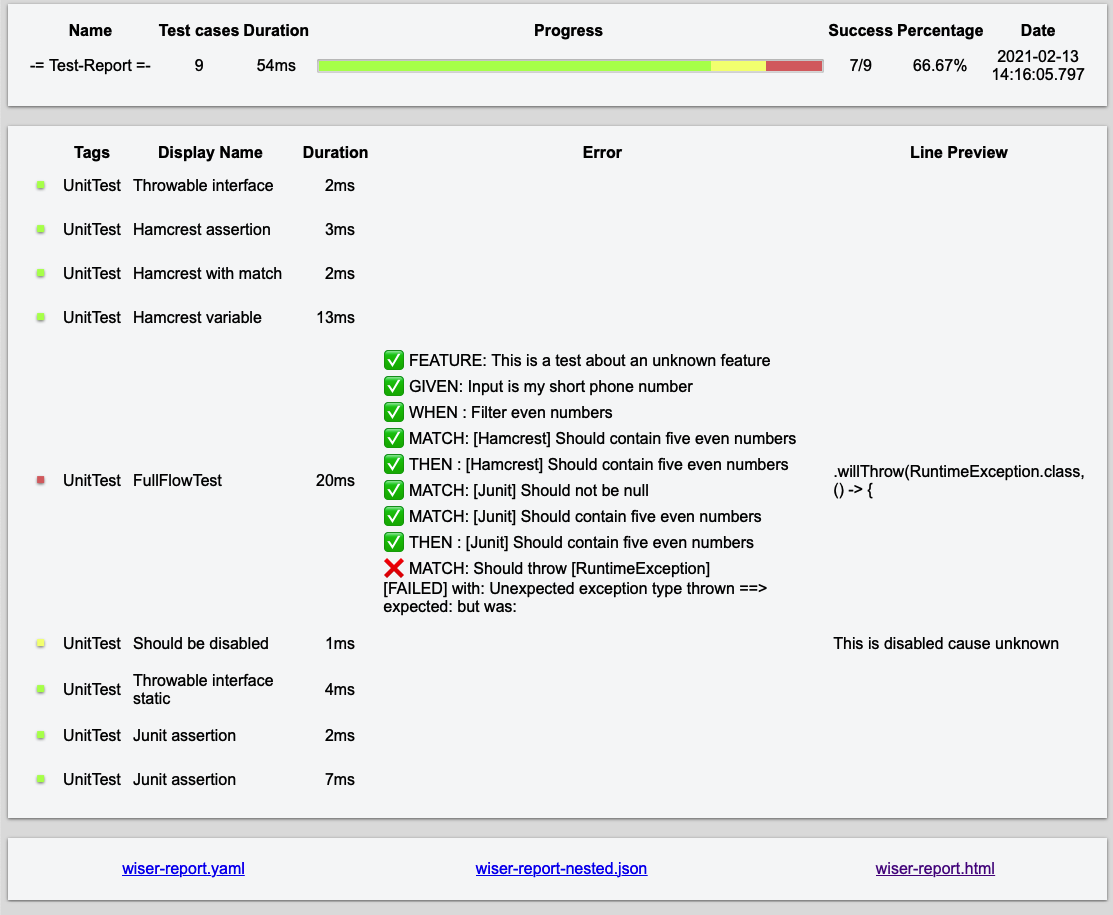 Name Test cases Duration Progress Success Percentage Date
-= Test-Report =- 9 54ms 7/9 66.67% 2021-02-13
14:16:05.797
Tags Display Name Duration Error Line Preview
UnitTest Throwable interface 2ms
UnitTest Hamcrest assertion 3ms
UnitTest Hamcrest with match 2ms
UnitTest Hamcrest variable 13ms
UnitTest FullFlowTest 20ms
✅ FEATURE: This is a test about an unknown feature
✅ GIVEN: Input is my short phone number
✅ WHEN : Filter even numbers
✅ MATCH: [Hamcrest] Should contain five even numbers
✅ THEN : [Hamcrest] Should contain five even numbers
✅ MATCH: [Junit] Should not be null
✅ MATCH: [Junit] Should contain five even numbers
✅ THEN : [Junit] Should contain five even numbers
❌ MATCH: Should throw [RuntimeException]
[FAILED] with: Unexpected exception type thrown ==>
expected: but was:
.willThrow(RuntimeException.class,
() -> {
UnitTest Should be disabled 1ms This is disabled cause unknown
UnitTest Throwable interface
static 4ms
UnitTest Junit assertion 2ms
UnitTest Junit assertion 7ms
wiser-report.yaml wiser-report-nested.json wiser-report.html